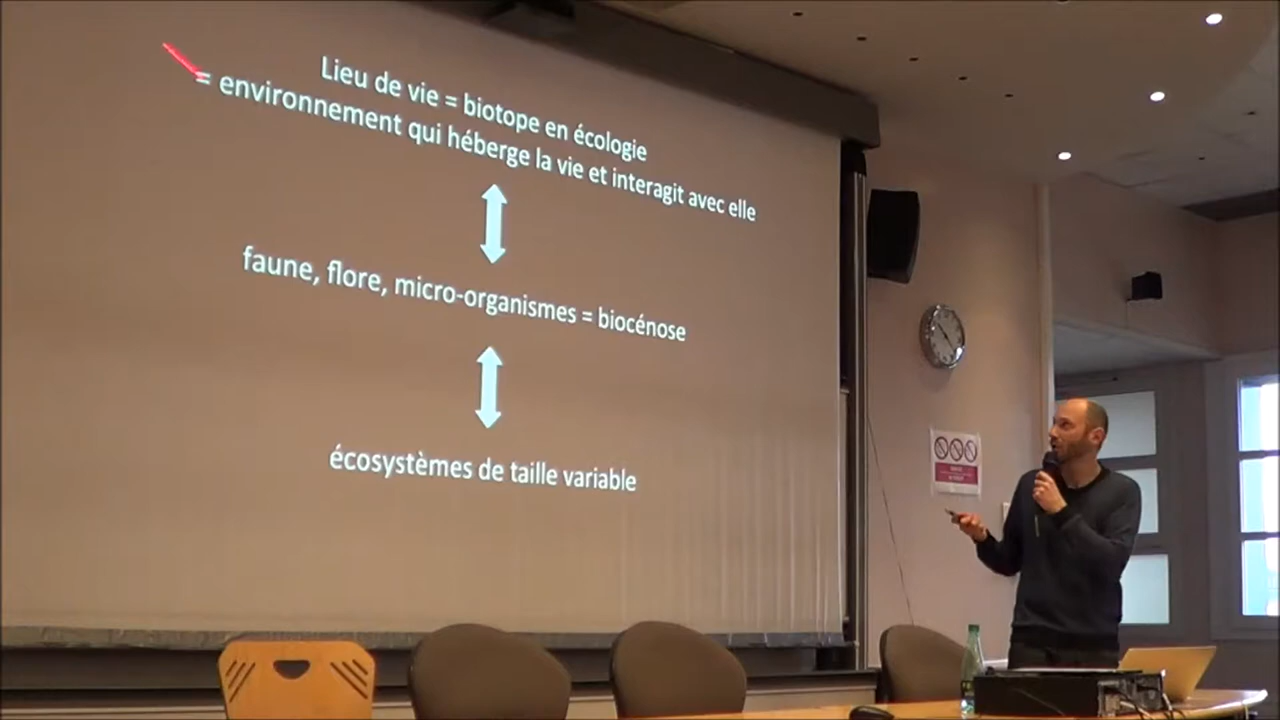 Lieu de vie = biotope en écologie
= environnement qui héberge la vie et interagit avec elle
faune, flore, micro-organismes = biocénose
écosystèmes de taille variable